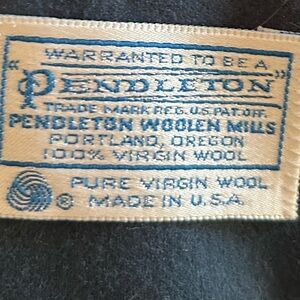 WARRANTED TO BE A
"PENDLETON"
TRADE MARK REG. U.S. PAT. OFF.
PENDLETON WOOLEN MILLS
PORTLAND, OREGON
100% VIRGIN WOOL
PURE VIRGIN WOOL
® MADE IN U.S.A.